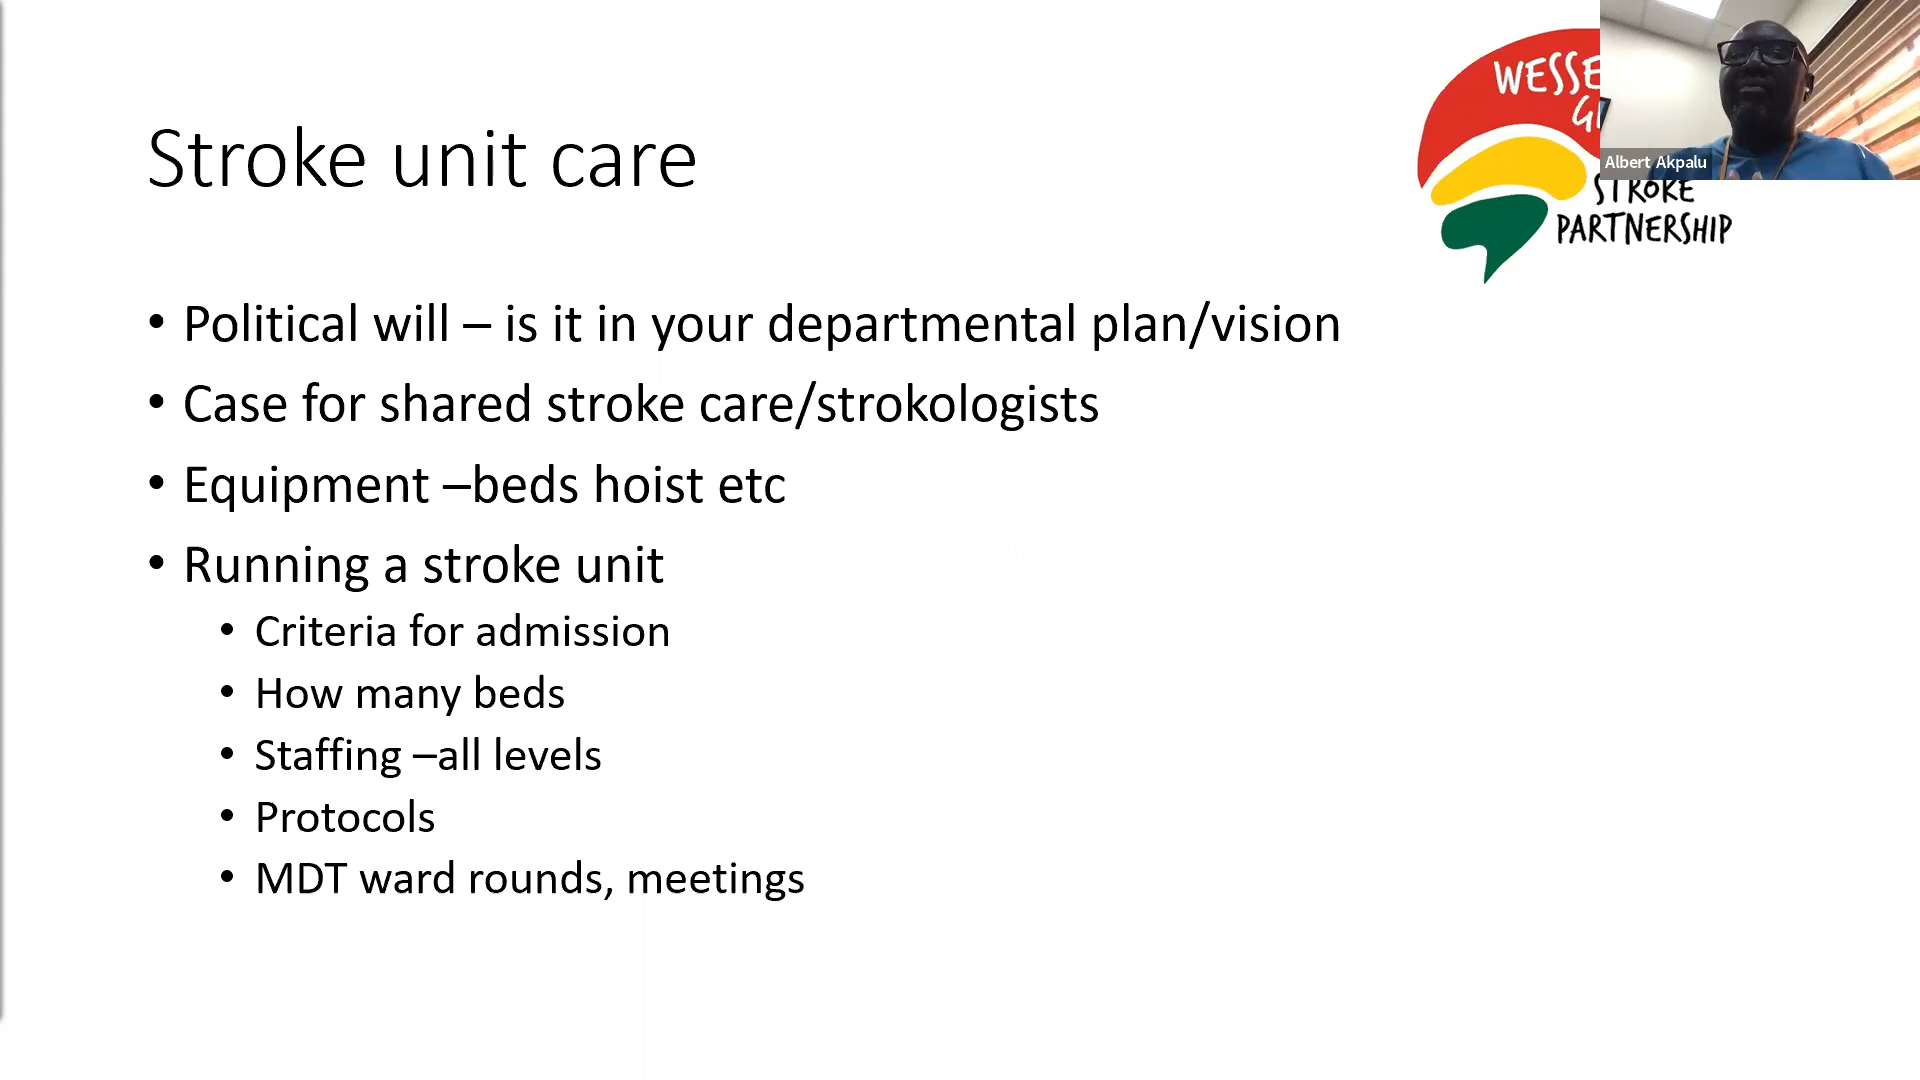 Stroke unit care
WESSE
G
Albert Akpalu
STROKE
PARTNERSHIP
• Political will – is it in your departmental plan/vision
• Case for shared stroke care/strokologists
• Equipment –beds hoist etc
• Running a stroke unit
• Criteria for admission
• How many beds
• Staffing –all levels
• Protocols
• MDT ward rounds, meetings